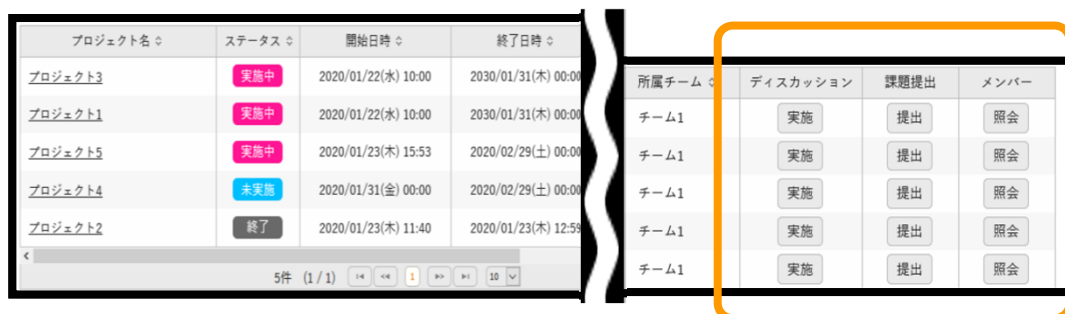 プロジェクト名 ステータス 開始日時 終了日時
プロジェクト3 実施中 2020/01/22(水) 10:00 2030/01/31(木) 00:00
プロジェクト1 実施中 2020/01/22(水) 10:00 2030/01/31(木) 00:00
プロジェクト5 実施中 2020/01/23(木) 15:53 2020/02/29(土) 00:00
プロジェクト4 未実施 2020/01/31(金) 00:00 2020/02/29(土) 00:00
プロジェクト2 終了 2020/01/23(木) 11:40 2020/01/23(木) 12:59
5件 (1 / 1) 1 10
所属チーム ディスカッション 課題提出 メンバー
チーム1 実施 提出 照会
チーム1 実施 提出 照会
チーム1 実施 提出 照会
チーム1 実施 提出 照会
チーム1 実施 提出 照会